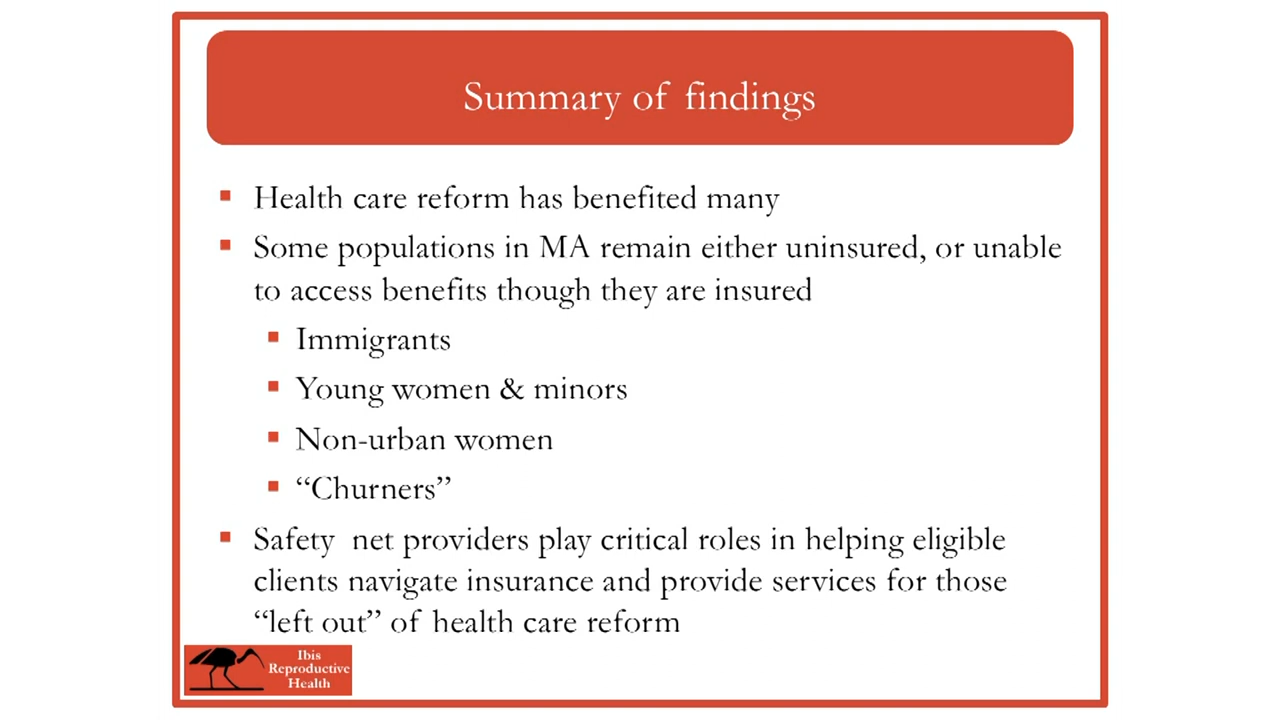 Summary of findings
Health care reform has benefited many
Some populations in MA remain either uninsured, or unable
to access benefits though they are insured
Immigrants
Young women & minors
Non-urban women
“Churners”
Safety net providers play critical roles in helping eligible
clients navigate insurance and provide services for those
“left out” of health care reform
Ibis
Reproductive
Health